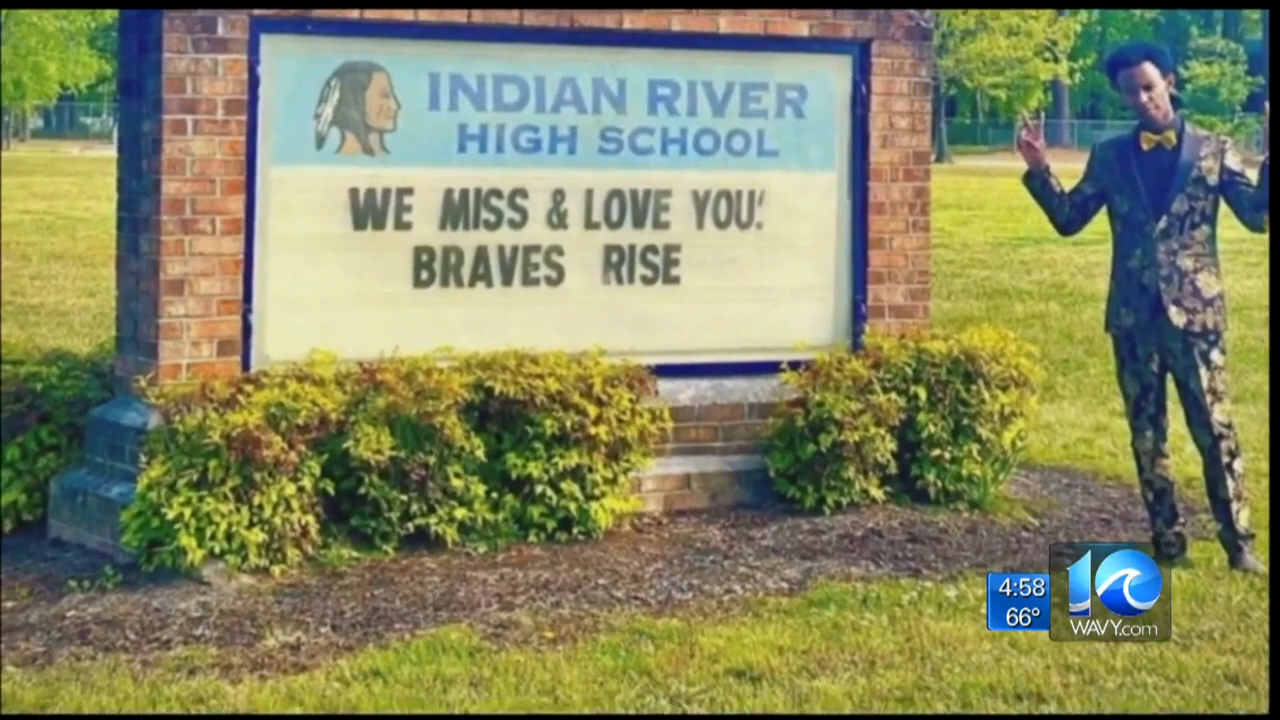 INDIAN RIVER
HIGH SCHOOL
WE MISS & LOVE YOU!
BRAVES RISE
4:58
66°
10
WAVY.com